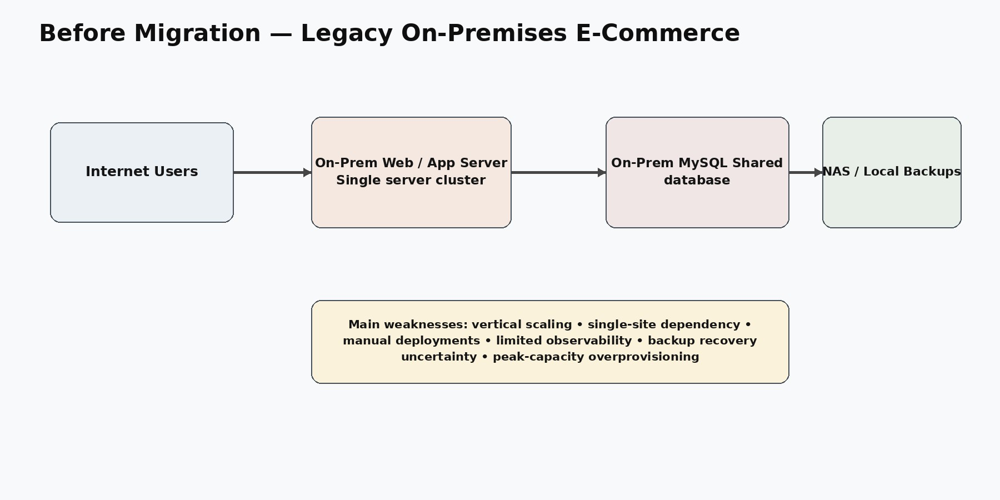 Before Migration — Legacy On-Premises E-Commerce
Internet Users
On-Prem Web / App Server
Single server cluster
On-Prem MySQL Shared
database
NAS / Local Backups
Main weaknesses: vertical scaling • single-site dependency •
manual deployments • limited observability • backup recovery
uncertainty • peak-capacity overprovisioning